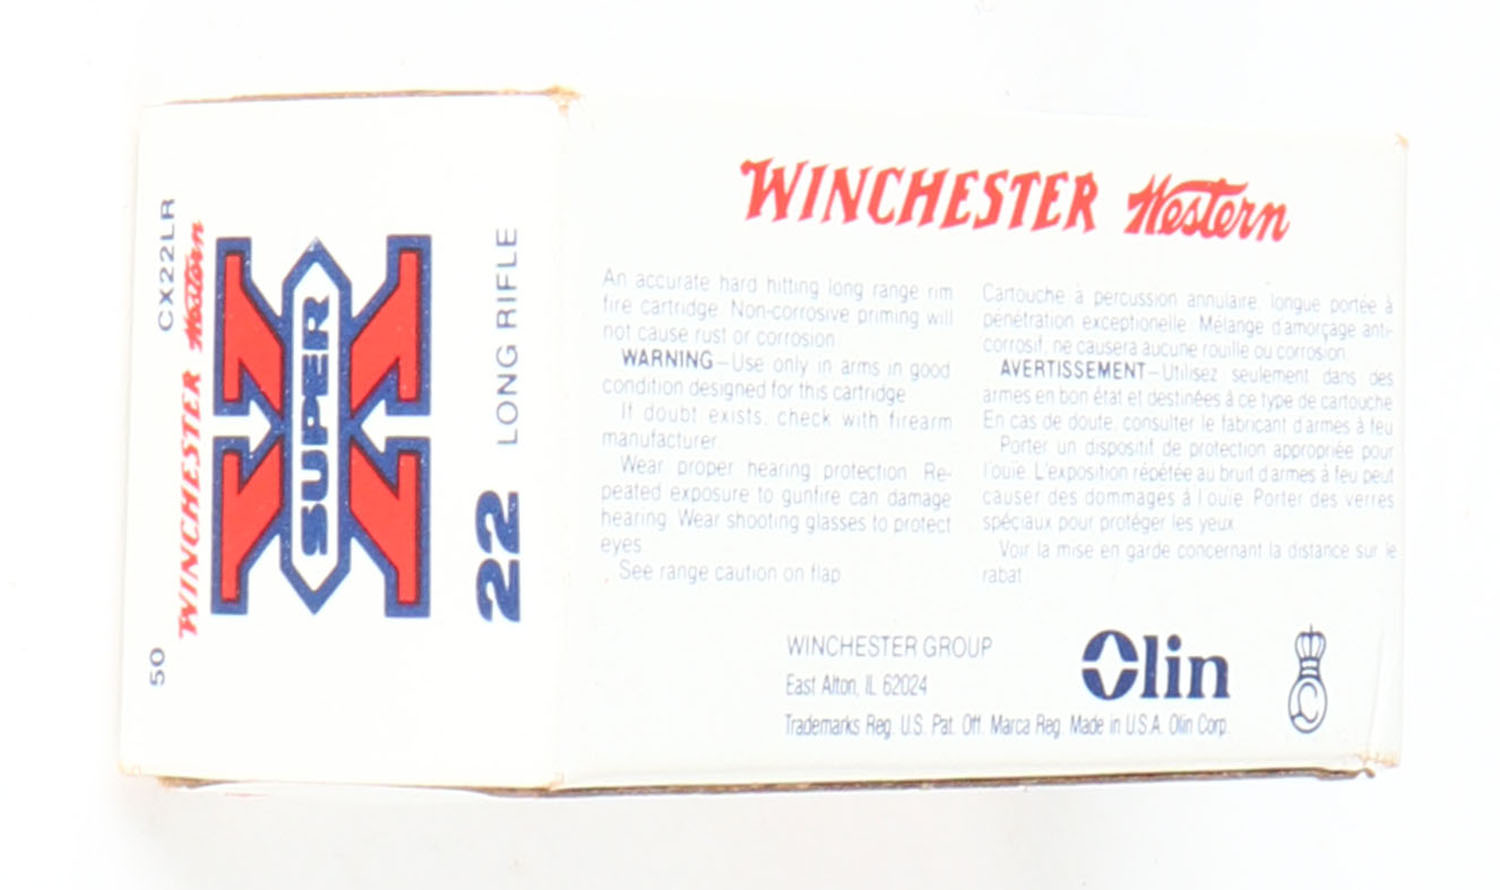 50 CX22LR
WINCHESTER Western
SUPER X
22 LONG RIFLE
WINCHESTER Western
An accurate hard hitting long range rim
fire cartridge. Non-corrosive priming will
not cause rust or corrosion.
WARNING–Use only in arms in good
condition designed for this cartridge.
If doubt exists, check with firearm
manufacturer.
Wear proper hearing protection. Re-
peated exposure to gunfire can damage
hearing. Wear shooting glasses to protect
eyes.
See range caution on flap.
Cartouche à percussion annulaire, longue portée à
pénétration exceptionelle. Mélange d'amorçage anti-
corrosif, ne causera aucune rouille ou corrosion.
AVERTISSEMENT–Utilisez seulement dans des
armes en bon état et destinées à ce type de cartouche.
En cas de doute, consulter le fabricant d'armes à feu.
Porter un dispositif de protection appropriée pour
l'ouïe. L'exposition répétée au bruit d'armes à feu peut
causer des dommages à l'ouïe. Porter des verres
spéciaux pour protéger les yeux.
Voir la mise en garde concernant la distance sur le
rabat.
WINCHESTER GROUP
East Alton, IL 62024
Trademarks Reg. U.S. Pat. Off. Marca Reg. Made in U.S.A. Olin Corp.
Olin
C